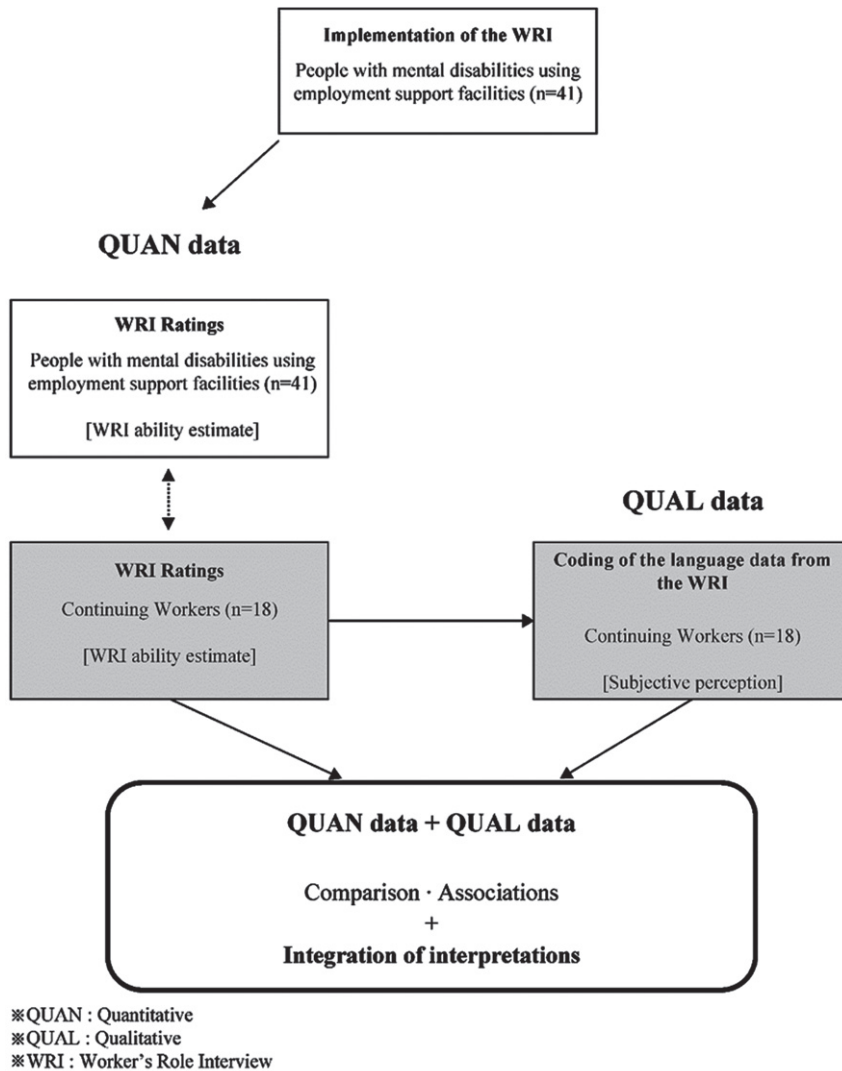 Implementation of the WRI
People with mental disabilities using
employment support facilities (n=41)
QUAN data
WRI Ratings
People with mental disabilities using
employment support facilities (n=41)
[WRI ability estimate]
QUAL data
WRI Ratings
Continuing Workers (n=18)
[WRI ability estimate]
Coding of the language data from
the WRI
Continuing Workers (n=18)
[Subjective perception]
QUAN data + QUAL data
Comparison · Associations
+
Integration of interpretations
※QUAN : Quantitative
※QUAL : Qualitative
※WRI : Worker's Role Interview